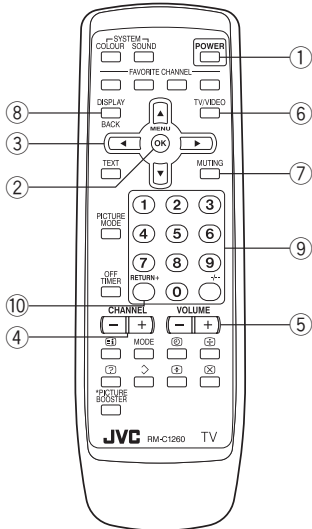 SYSTEM
COLOUR SOUND POWER
①
FAVORITE CHANNEL
⑧ DISPLAY TV/VIDEO
⑥
BACK
MENU
③
OK
②
TEXT MUTING
⑦
1 2 3
PICTURE
MODE
4 5 6
⑨
7 8 9
OFF
TIMER
RETURN+ -/--
⑩ 0
CHANNEL VOLUME
- + - +
④ ⑤
MODE
?
*PICTURE
BOOSTER
JVC RM-C1260 TV